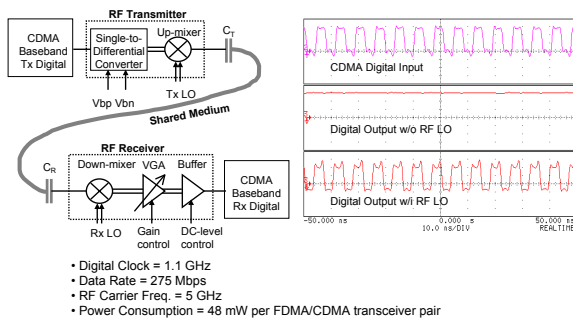 RF Transmitter
CDMA
Baseband
Tx Digital
Single-to-
Differential
Converter
Up-mixer
C_T
Vbp Vbn
Tx LO
Shared Medium
RF Receiver
C_R
Down-mixer
VGA
Buffer
CDMA
Baseband
Rx Digital
Rx LO
Gain
control
DC-level
control
CDMA Digital Input
Digital Output w/o RF LO
Digital Output w/i RF LO
-50.000 ns
0.000 s
50.000 ns
10.0 ns/DIV
REALTIME
• Digital Clock = 1.1 GHz
• Data Rate = 275 Mbps
• RF Carrier Freq. = 5 GHz
• Power Consumption = 48 mW per FDMA/CDMA transceiver pair